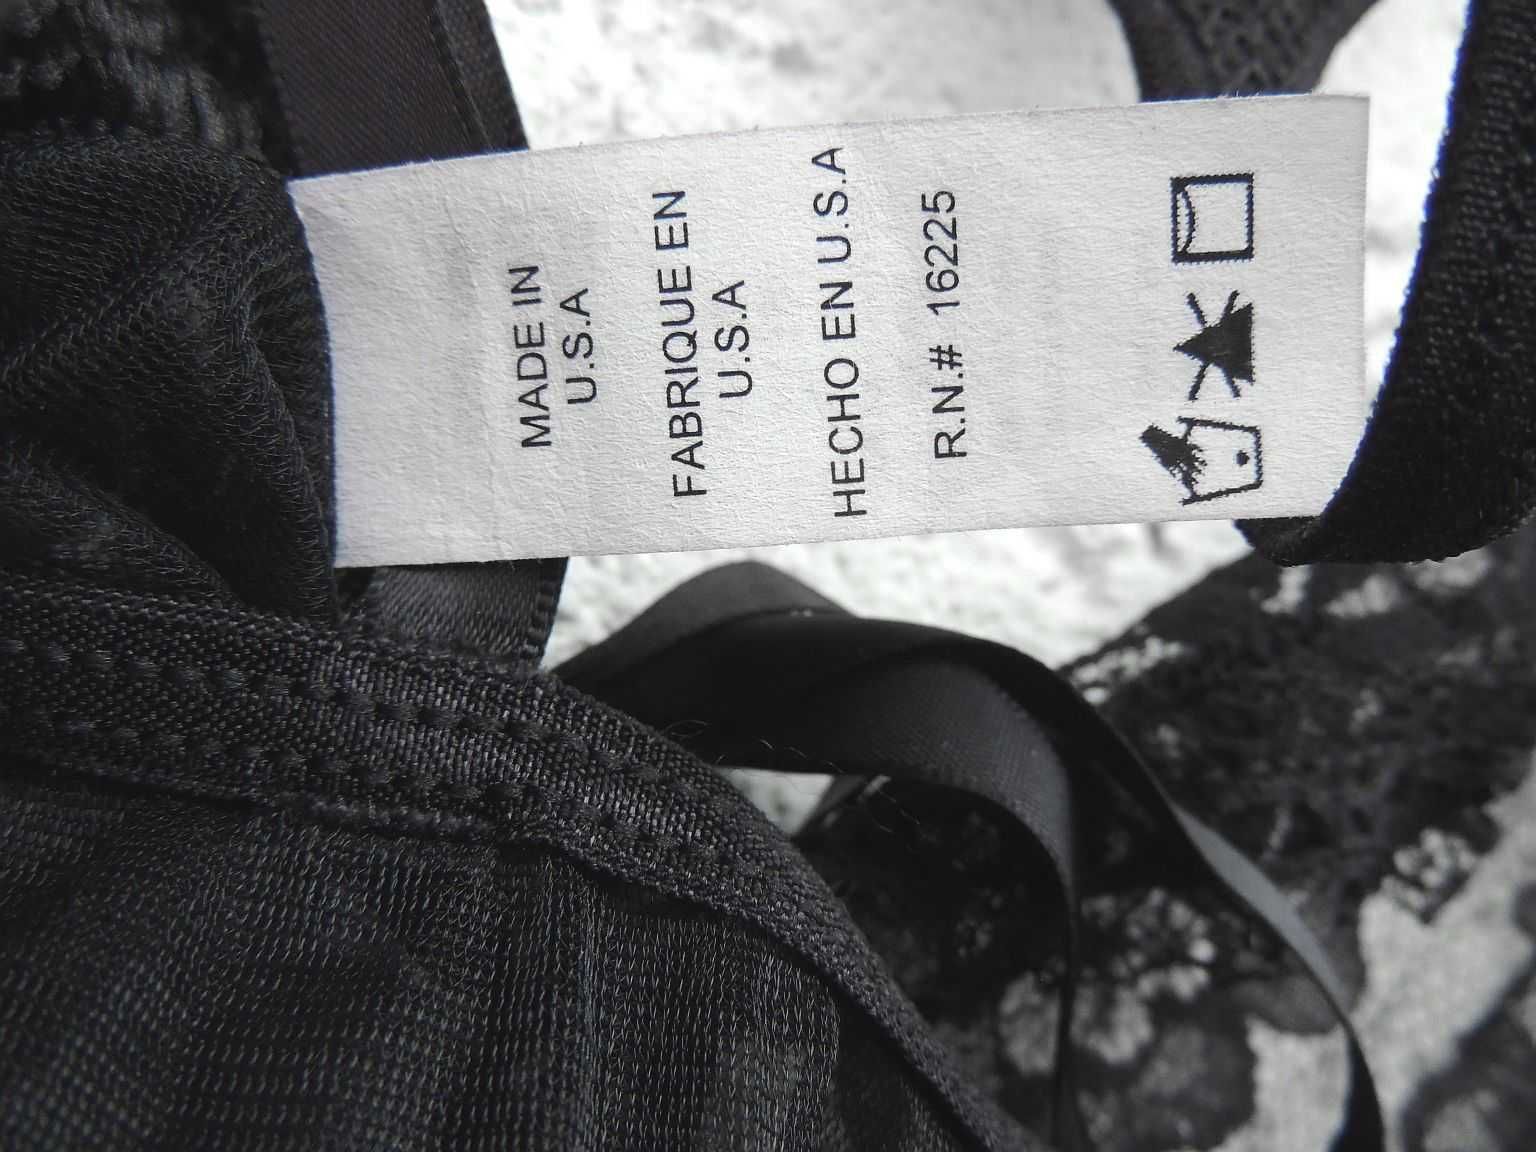 MADE IN
U.S.A
FABRIQUE EN
U.S.A
HECHO EN U.S.A
R.N.# 16225